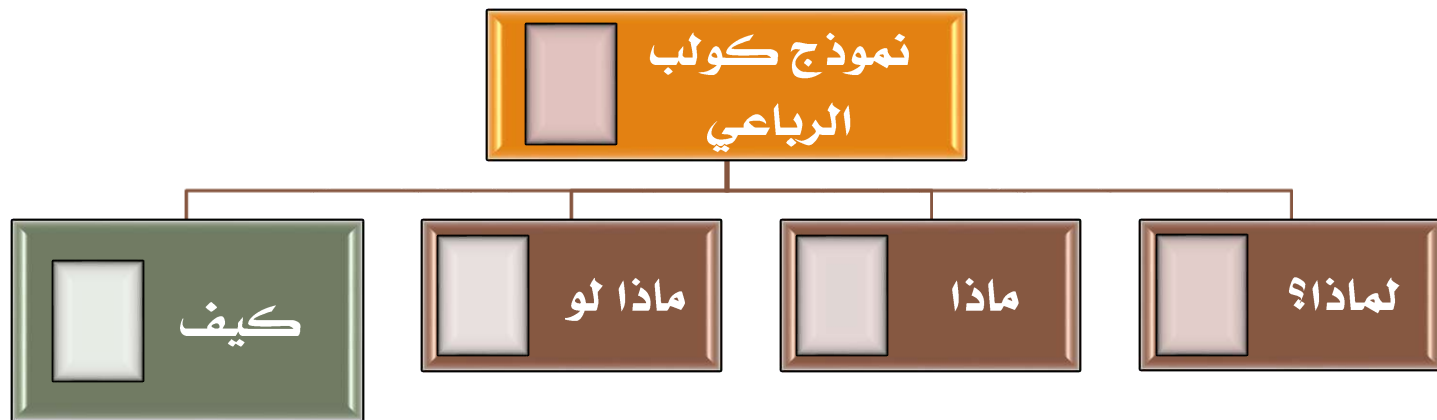 نموذج كولب
الرباعي
لماذا؟
ماذا
ماذا لو
كيف